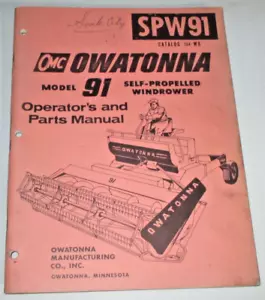 SPW91
CATALOG
OMC OWATONNA
MODEL 91 SELF-PROPELLED WINDROWER
Operator's and
Parts Manual
OWATONNA
OWATONNA
OWATONNA
MANUFACTURING
CO., INC.
OWATONNA, MINNESOTA